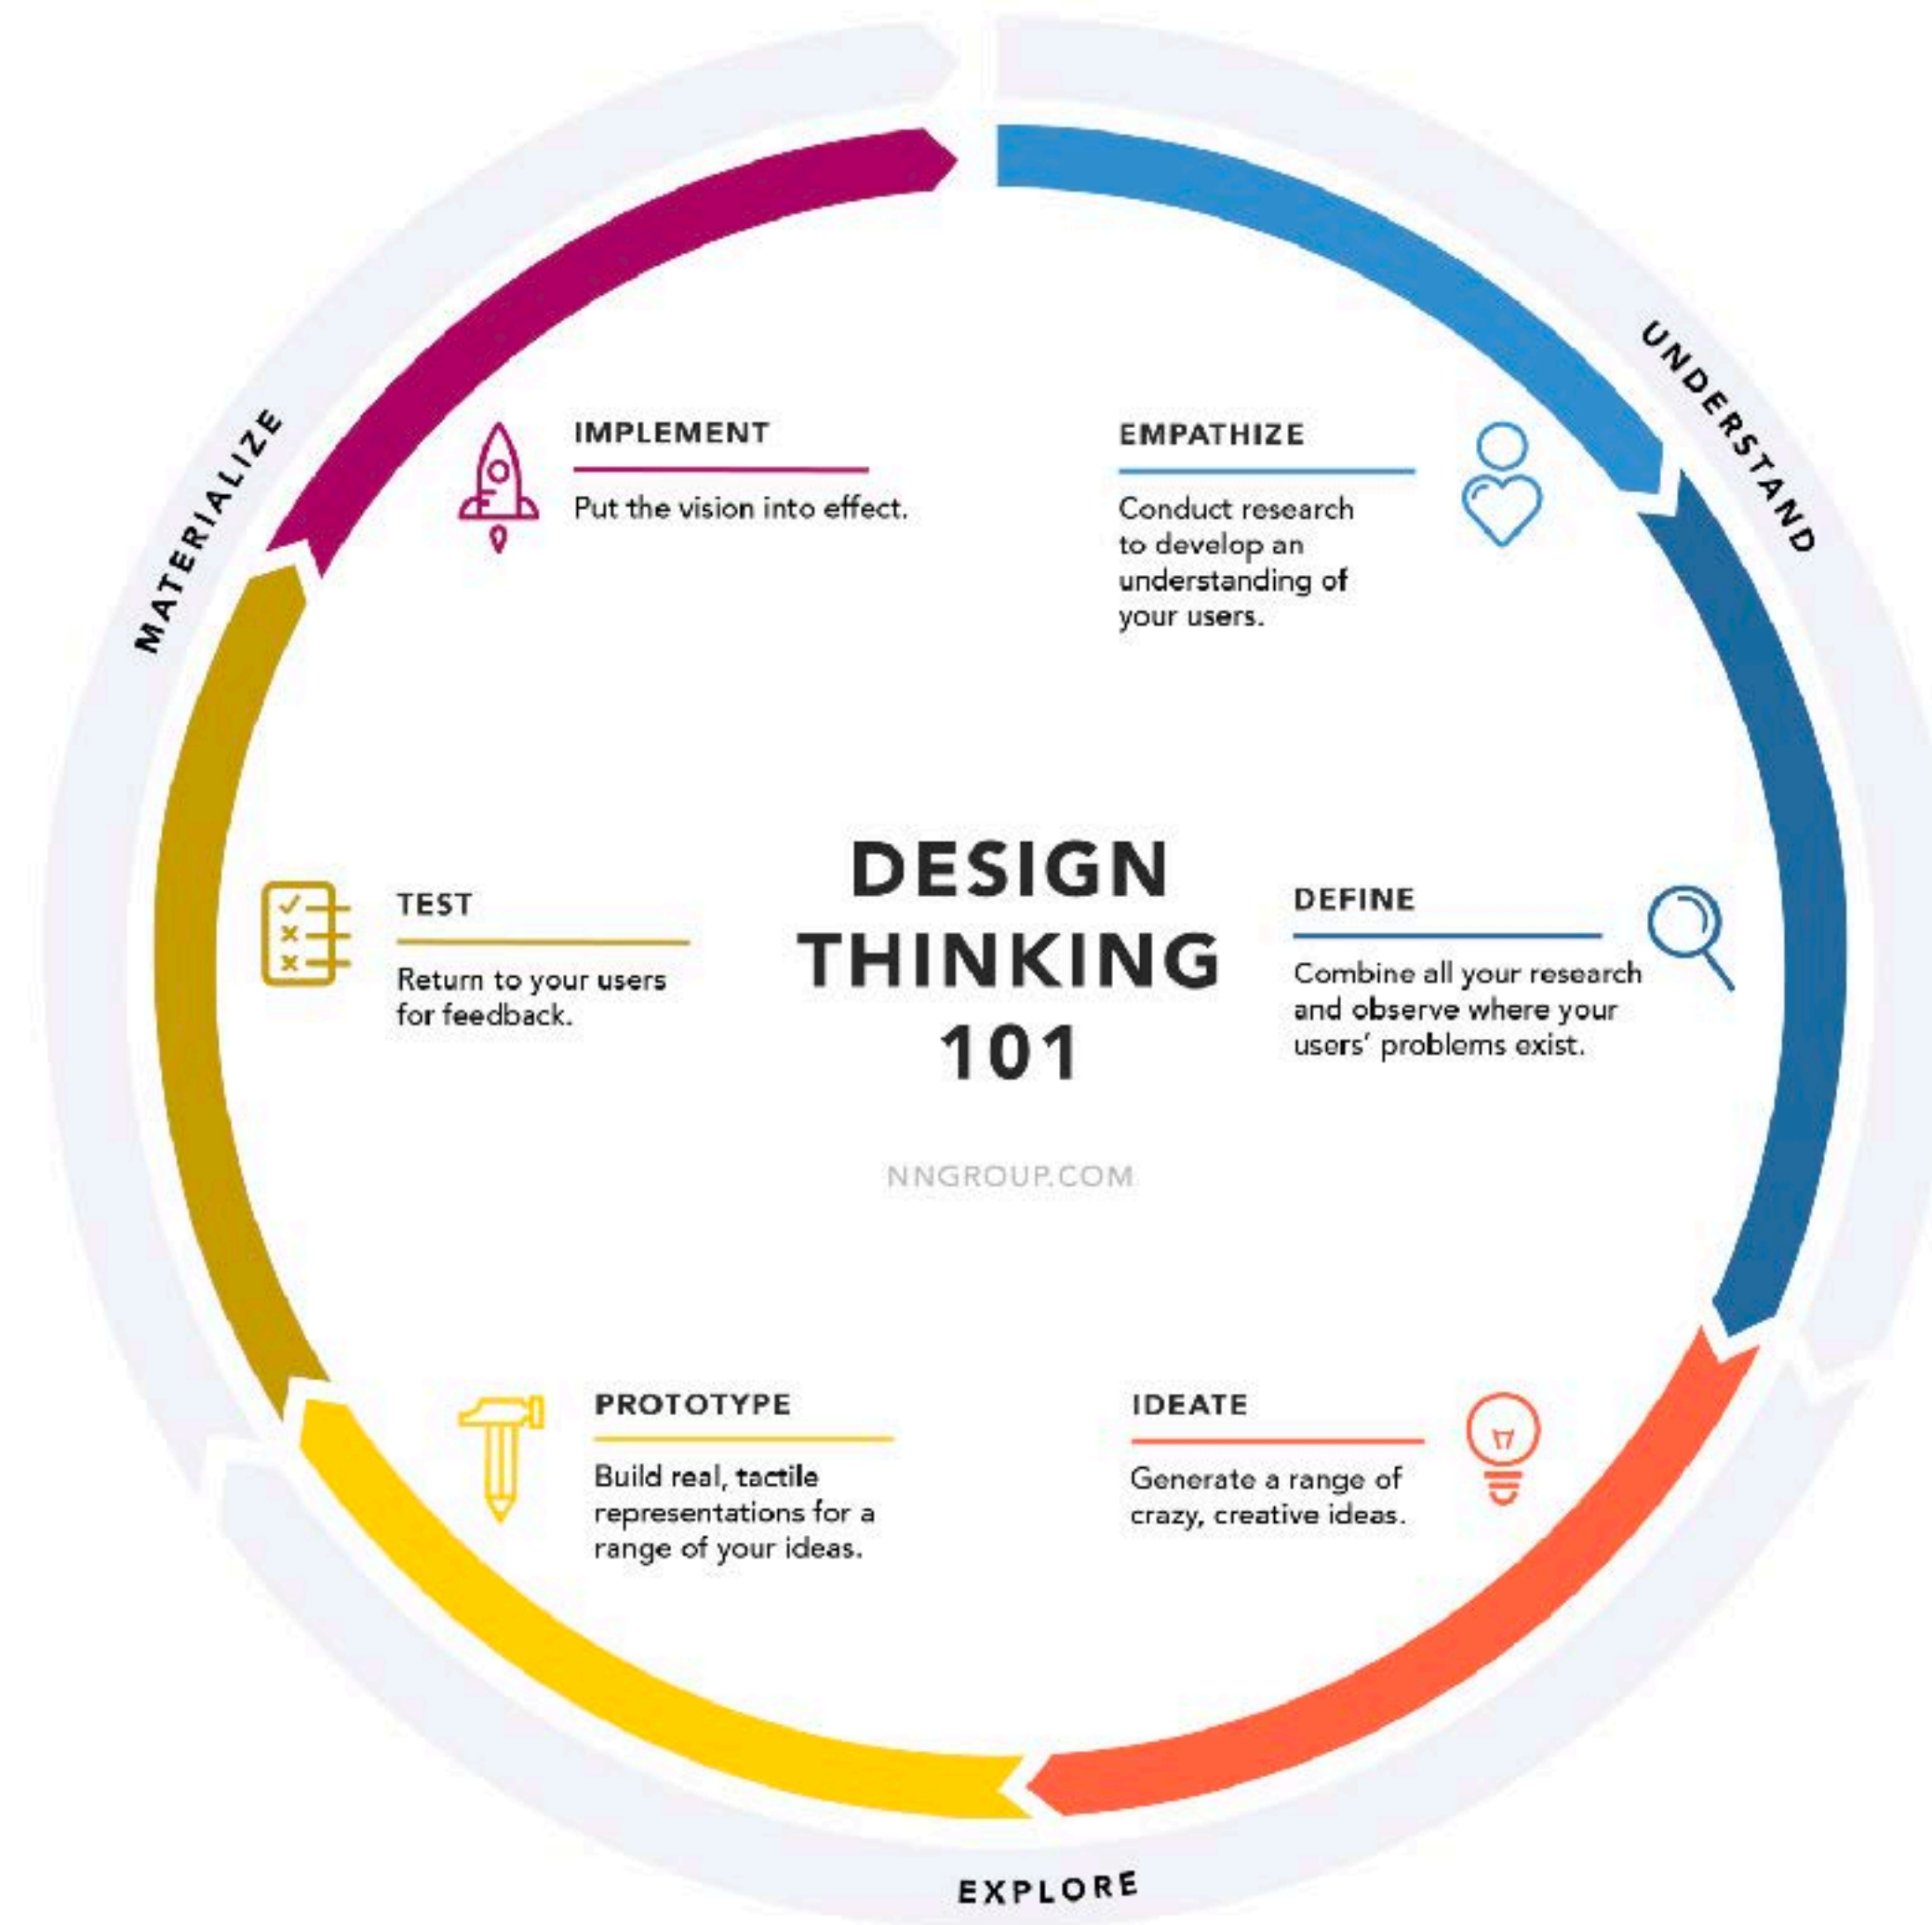 DESIGN
THINKING
101
NNGROUP.COM
UNDERSTAND
EMPATHIZE
Conduct research
to develop an
understanding of
your users.
DEFINE
Combine all your research
and observe where your
users' problems exist.
EXPLORE
IDEATE
Generate a range of
crazy, creative ideas.
PROTOTYPE
Build real, tactile
representations for a
range of your ideas.
MATERIALIZE
TEST
Return to your users
for feedback.
IMPLEMENT
Put the vision into effect.